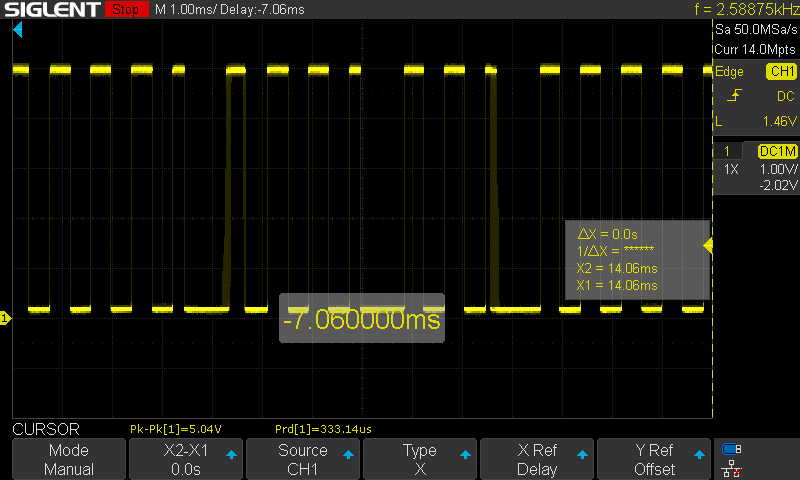 SIGLENT Stop M 1.00ms/ Delay:-7.06ms f = 2.58875kHz
Sa 50.0MSa/s
Curr 14.0Mpts
Edge CH1
DC
L 1.46V
1 DC1M
1X 1.00V/
-2.02V
ΔX = 0.0s
1/ΔX = ******
X2 = 14.06ms
X1 = 14.06ms
1
-7.060000ms
CURSOR Pk-Pk[1]=5.04V Prd[1]=333.14us
Mode
Manual
X2-X1
0.0s
Source
CH1
Type
X
X Ref
Delay
Y Ref
Offset